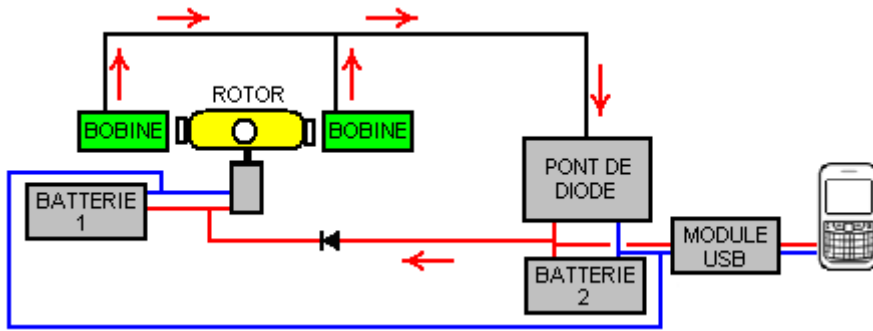 ROTOR
BOBINE
BOBINE
PONT DE
DIODE
BATTERIE
1
MODULE
USB
BATTERIE
2